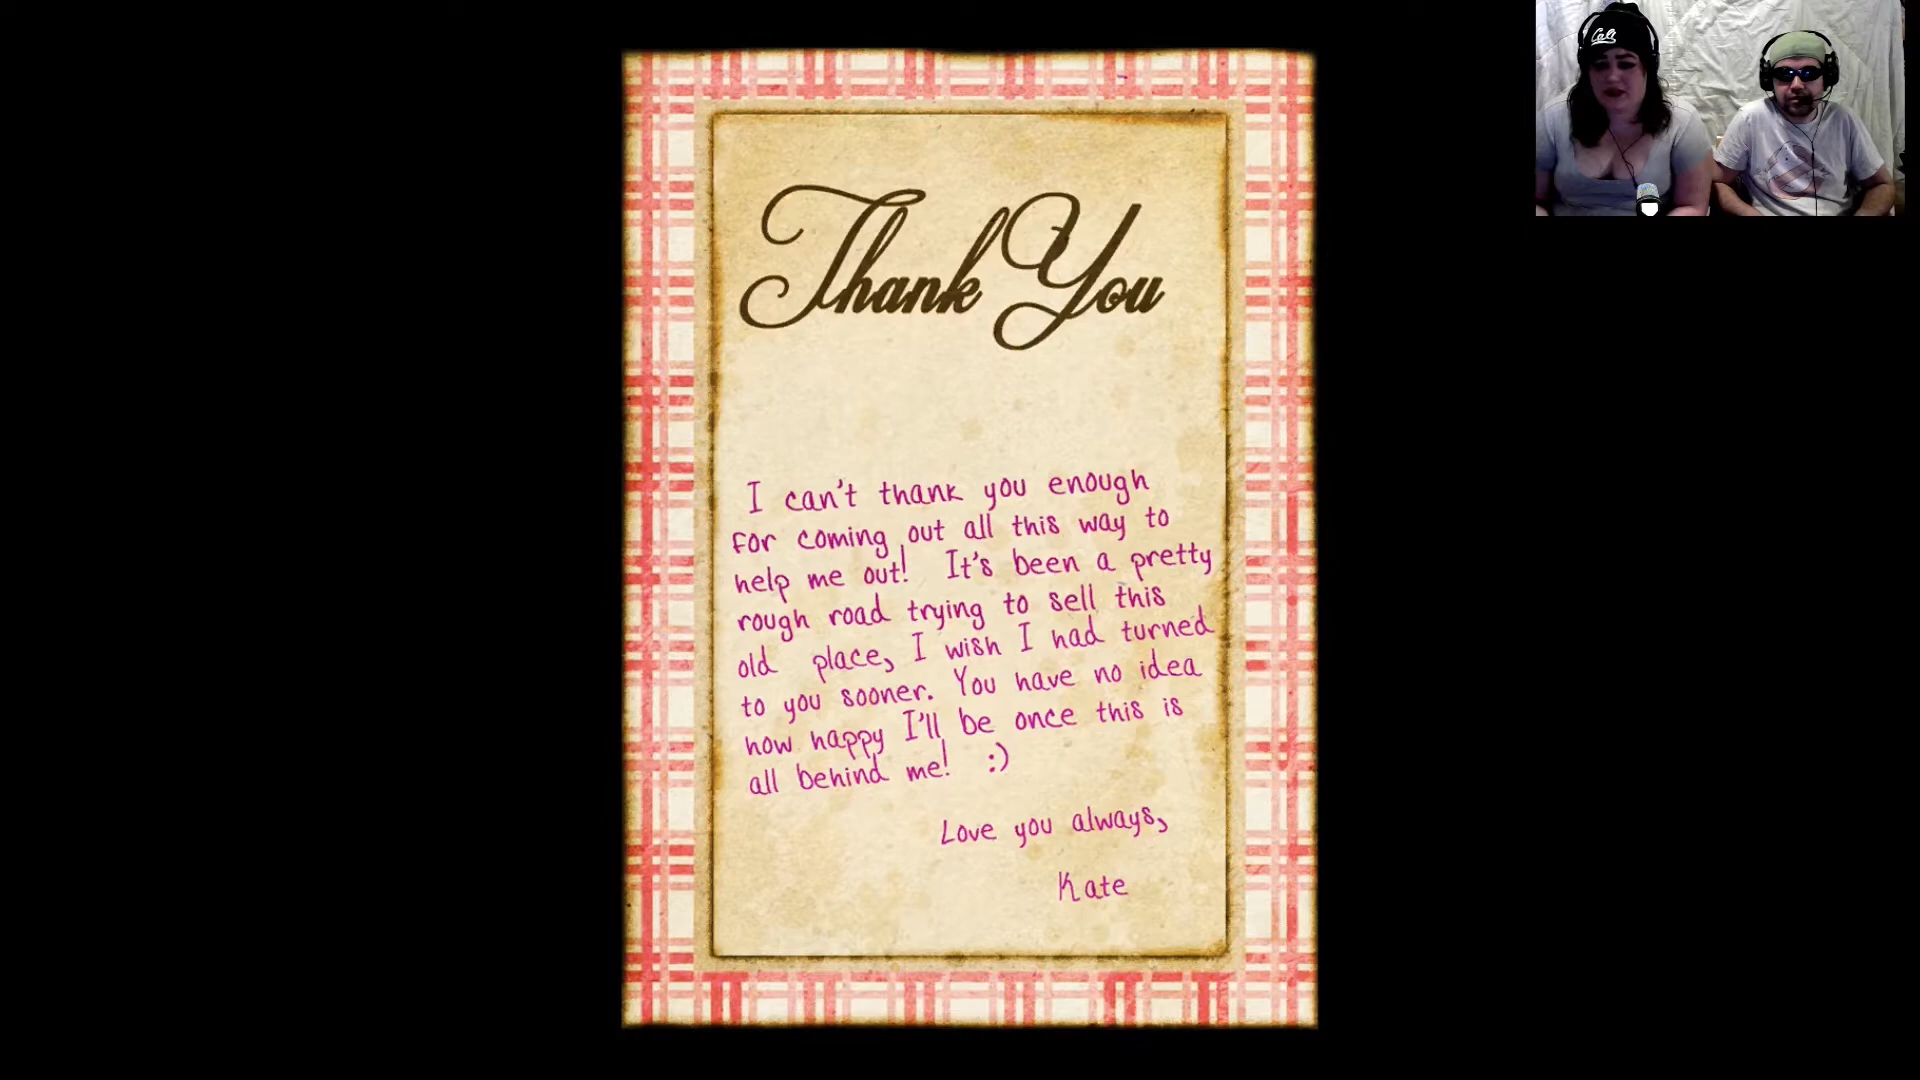 Cali
Thank You
I can't thank you enough
for coming out all this way to
help me out! It's been a pretty
rough road trying to sell this
old place, I wish I had turned
to you sooner. You have no idea
how happy I'll be once this is
all behind me! :)
Love you always,
Kate